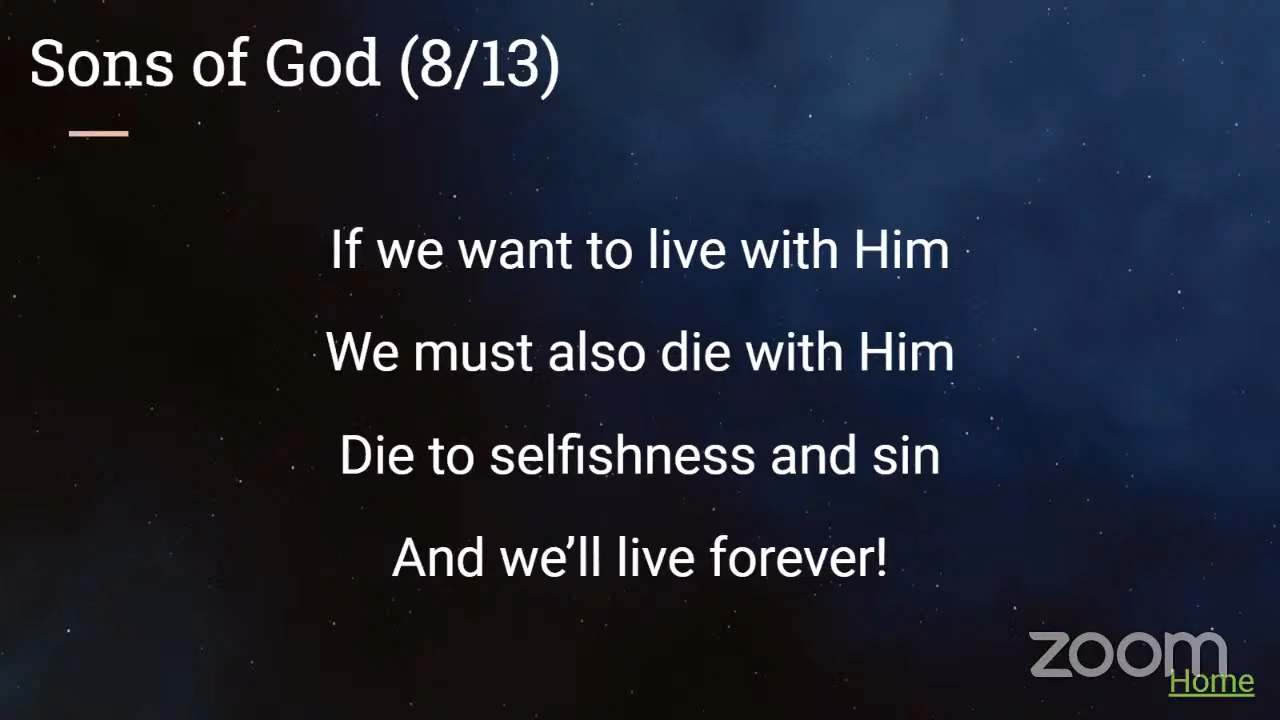 Sons of God (8/13)
If we want to live with Him
We must also die with Him
Die to selfishness and sin
And we’ll live forever!
zoom
Home